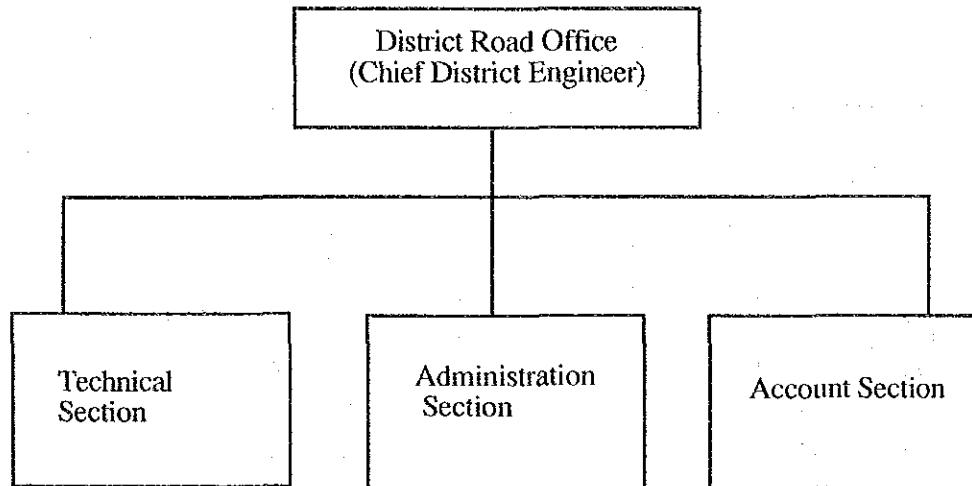 District Road Office
(Chief District Engineer)
Technical
Section
Administration
Section
Account Section